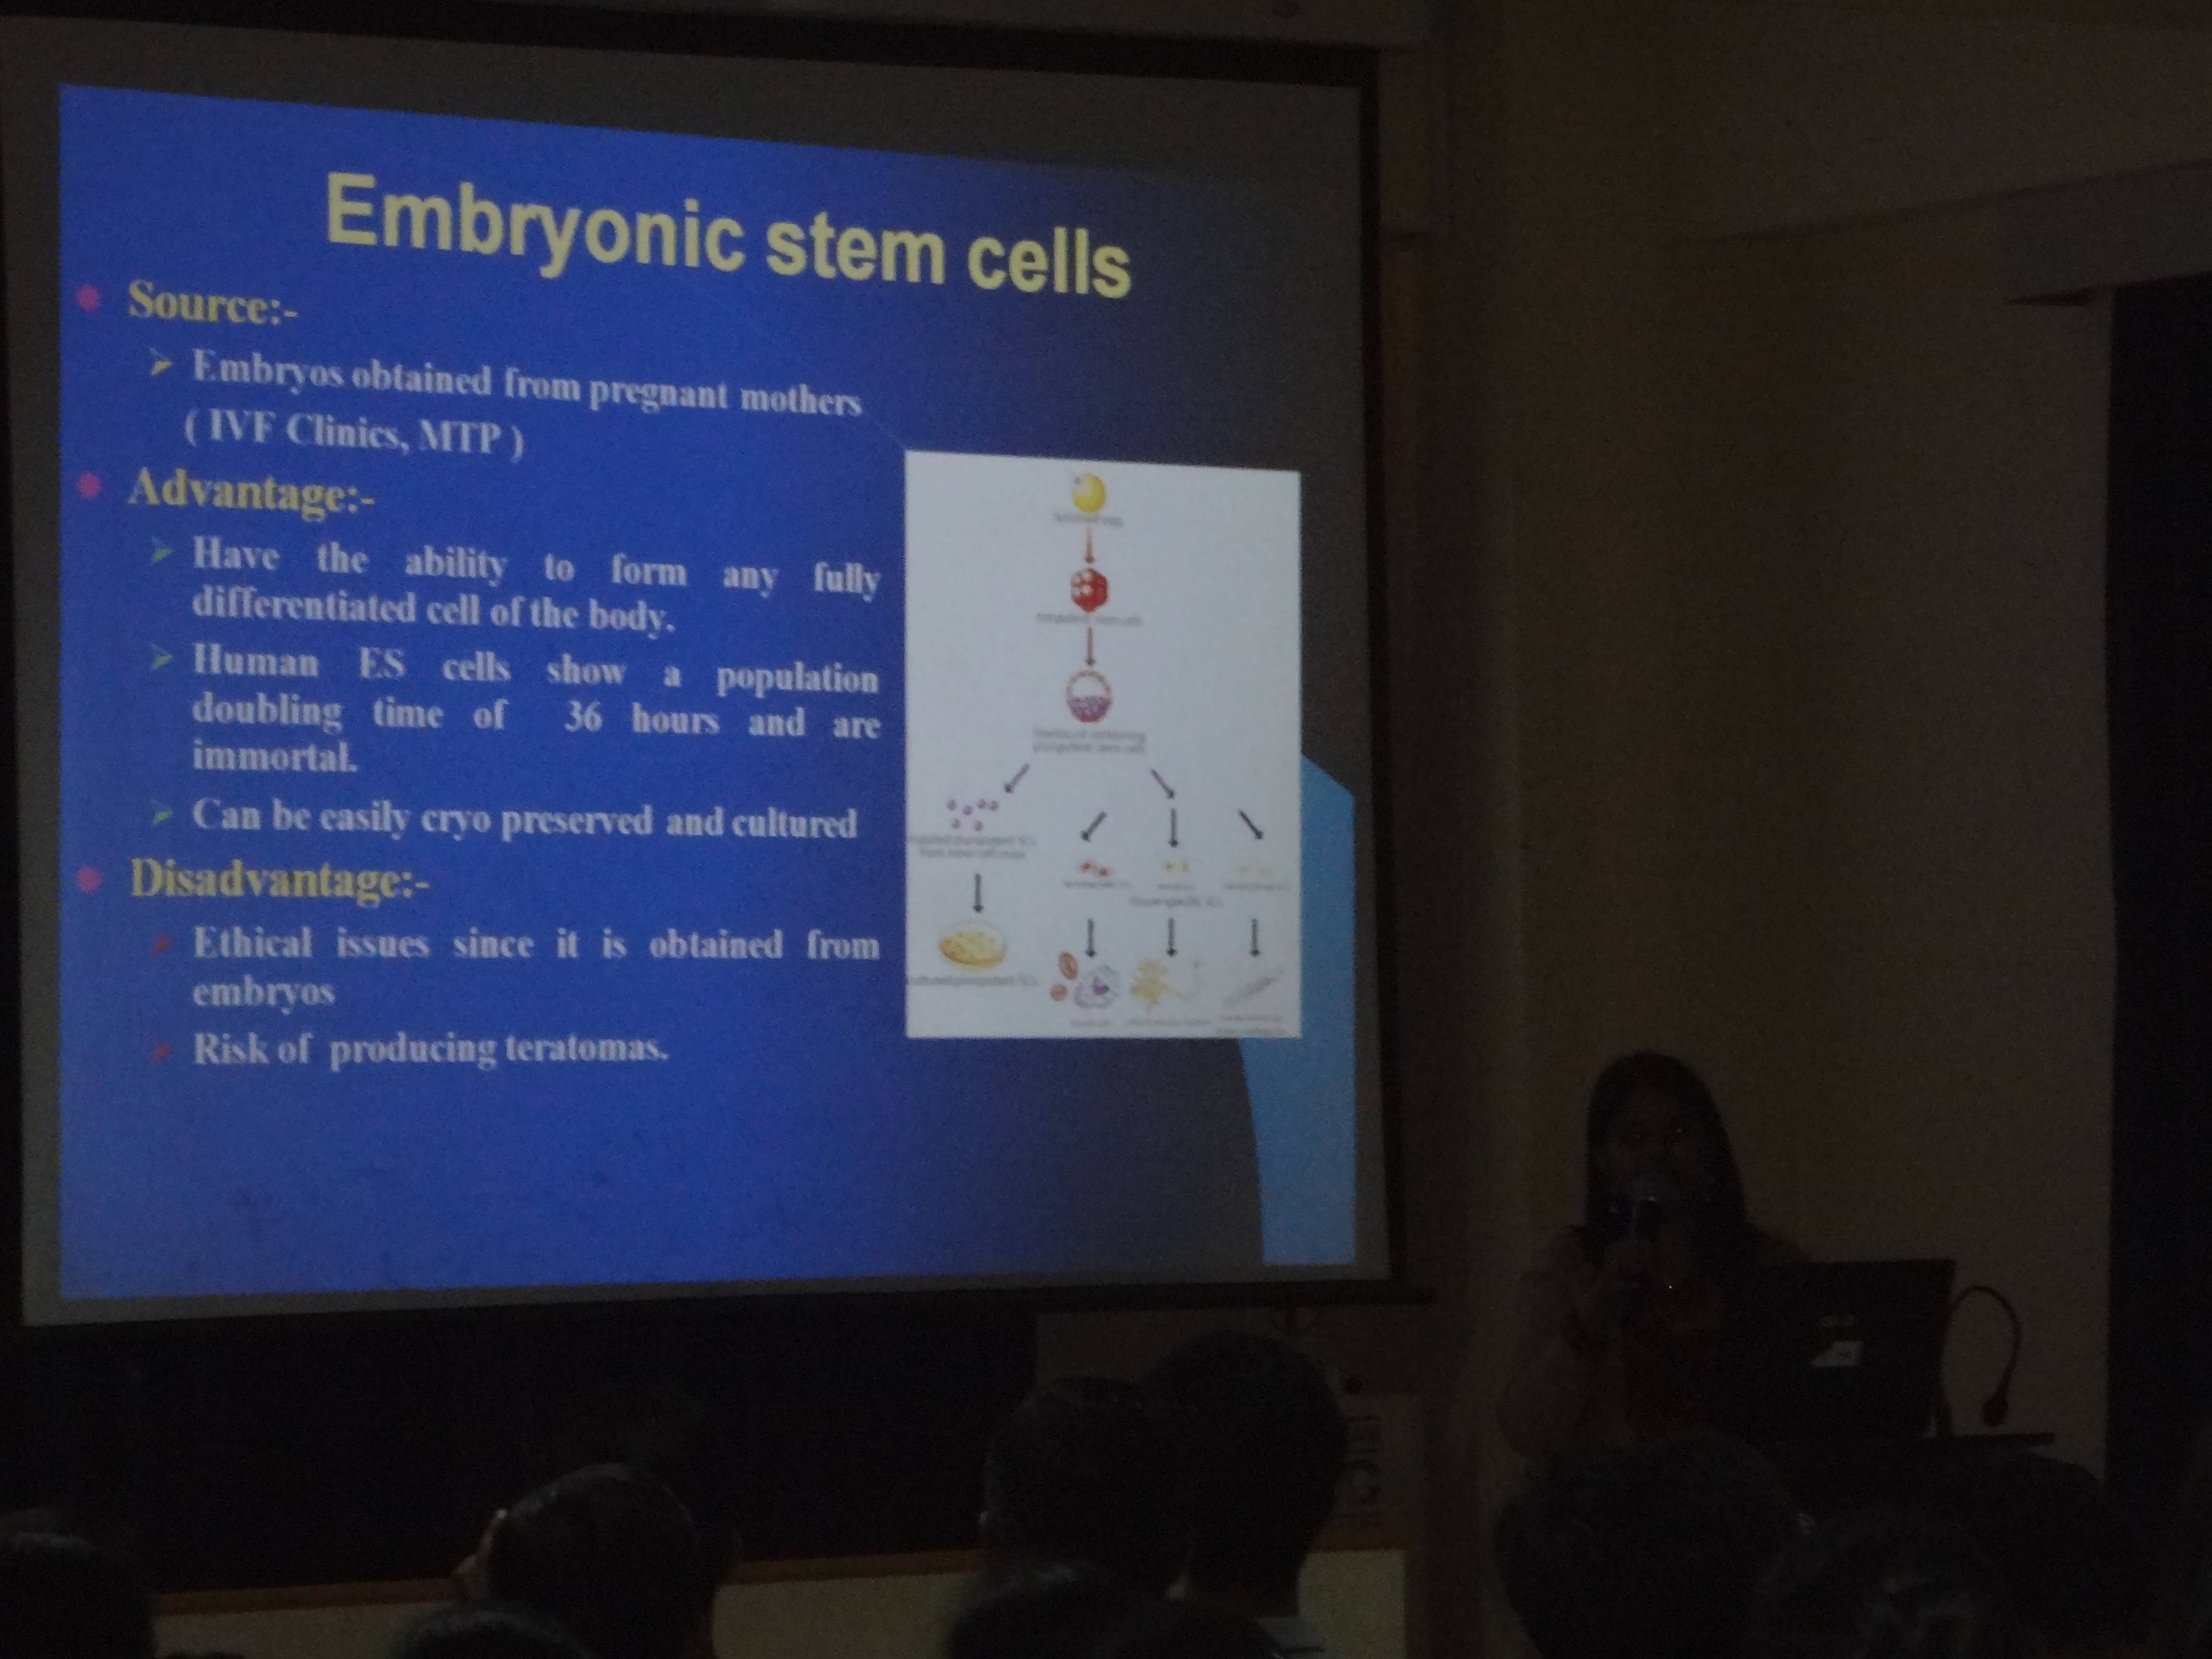 Embryonic stem cells
Source:-
Embryos obtained from pregnant mothers
( IVF Clinics, MTP )
Advantage:-
Have the ability to form any fully
differentiated cell of the body.
Human ES cells show a population
doubling time of 36 hours and are
immortal.
Can be easily cryo preserved and cultured
Disadvantage:-
Ethical issues since it is obtained from
embryos
Risk of producing teratomas.